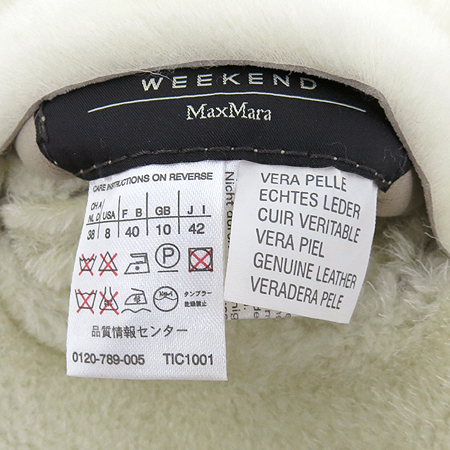 WEEKEND
MaxMara
CARE INSTRUCTIONS ON REVERSE
CH A NL D USA F B GB J I
38 8 40 10 42
P
タンブラー
乾燥禁止
品質情報センター
0120-789-005 TIC1001
Nicht
VERA PELLE
ECHTES LEDER
CUIR VERITABLE
VERA PIEL
GENUINE LEATHER
VERADERA PELE